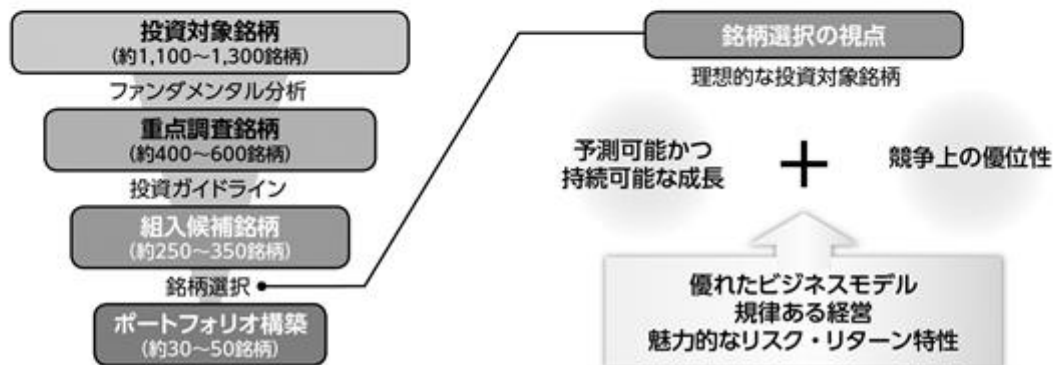 投資対象銘柄
(約1,100～1,300銘柄)
ファンダメンタル分析
重点調査銘柄
(約400～600銘柄)
投資ガイドライン
組入候補銘柄
(約250～350銘柄)
銘柄選択
ポートフォリオ構築
(約30～50銘柄)
銘柄選択の視点
理想的な投資対象銘柄
予測可能かつ
持続可能な成長
＋
競争上の優位性
優れたビジネスモデル
規律ある経営
魅力的なリスク・リターン特性